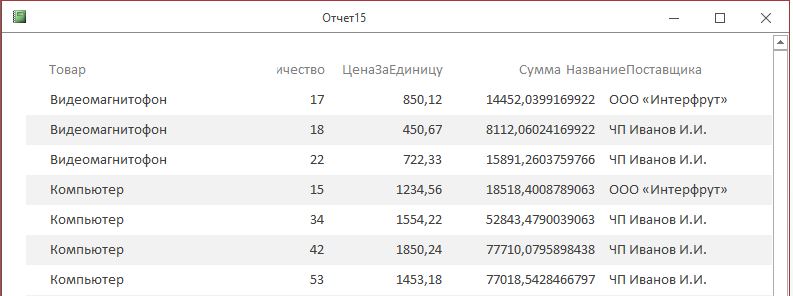 Отчет15
Товар ичество ЦенаЗаЕдиницу Сумма НазваниеПоставщика
Видеомагнитофон 17 850,12 14452,0399169922 ООО «Интерфрут»
Видеомагнитофон 18 450,67 8112,06024169922 ЧП Иванов И.И.
Видеомагнитофон 22 722,33 15891,2603759766 ЧП Иванов И.И.
Компьютер 15 1234,56 18518,4008789063 ООО «Интерфрут»
Компьютер 34 1554,22 52843,4790039063 ЧП Иванов И.И.
Компьютер 42 1850,24 77710,0795898438 ЧП Иванов И.И.
Компьютер 53 1453,18 77018,5428466797 ЧП Иванов И.И.